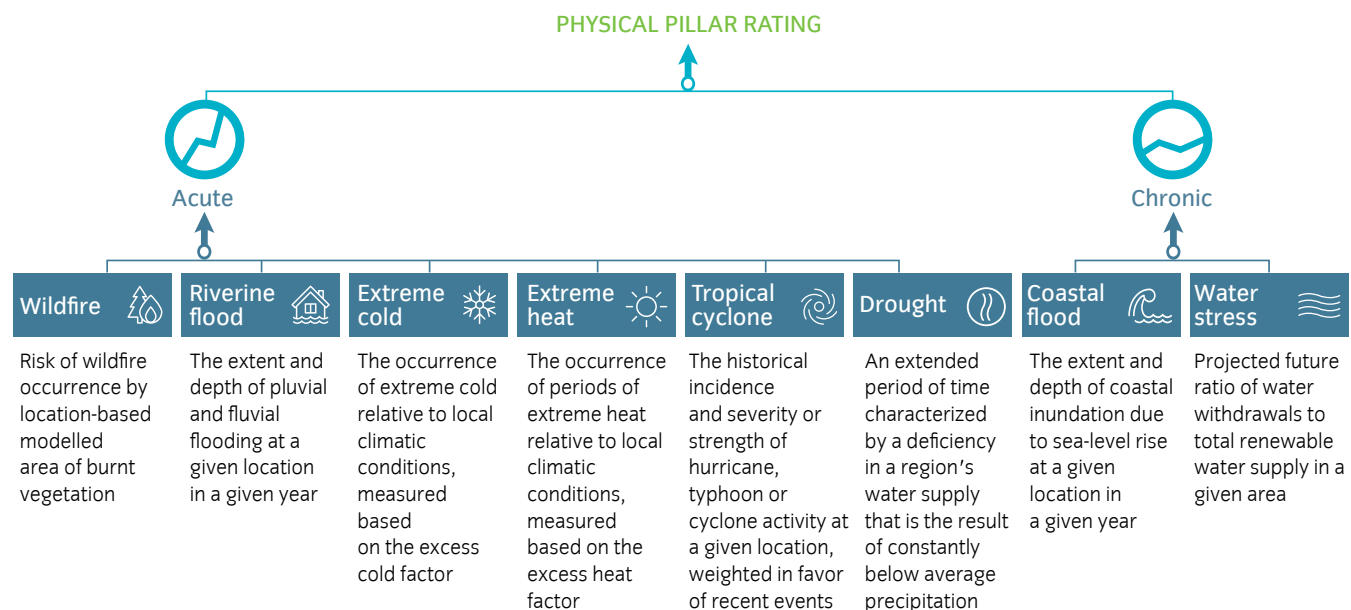 PHYSICAL PILLAR RATING
Acute
Chronic
Wildfire
Risk of wildfire
occurrence by
location-based
modelled
area of burnt
vegetation
Riverine
flood
The extent and
depth of pluvial
and fluvial
flooding at a
given location
in a given year
Extreme
cold
The occurrence
of extreme cold
relative to local
climatic
conditions,
measured
based
on the excess
cold factor
Extreme
heat
The occurrence
of periods of
extreme heat
relative to local
climatic
conditions,
measured
based on the
excess heat
factor
Tropical
cyclone
The historical
incidence
and severity or
strength of
hurricane,
typhoon or
cyclone activity at
a given location,
weighted in favor
of recent events
Drought
An extended
period of time
characterized
by a deficiency
in a region's
water supply
that is the result
of constantly
below average
precipitation
Coastal
flood
The extent and
depth of coastal
inundation due
to sea-level rise
at a given
location in
a given year
Water
stress
Projected future
ratio of water
withdrawals to
total renewable
water supply in a
given area